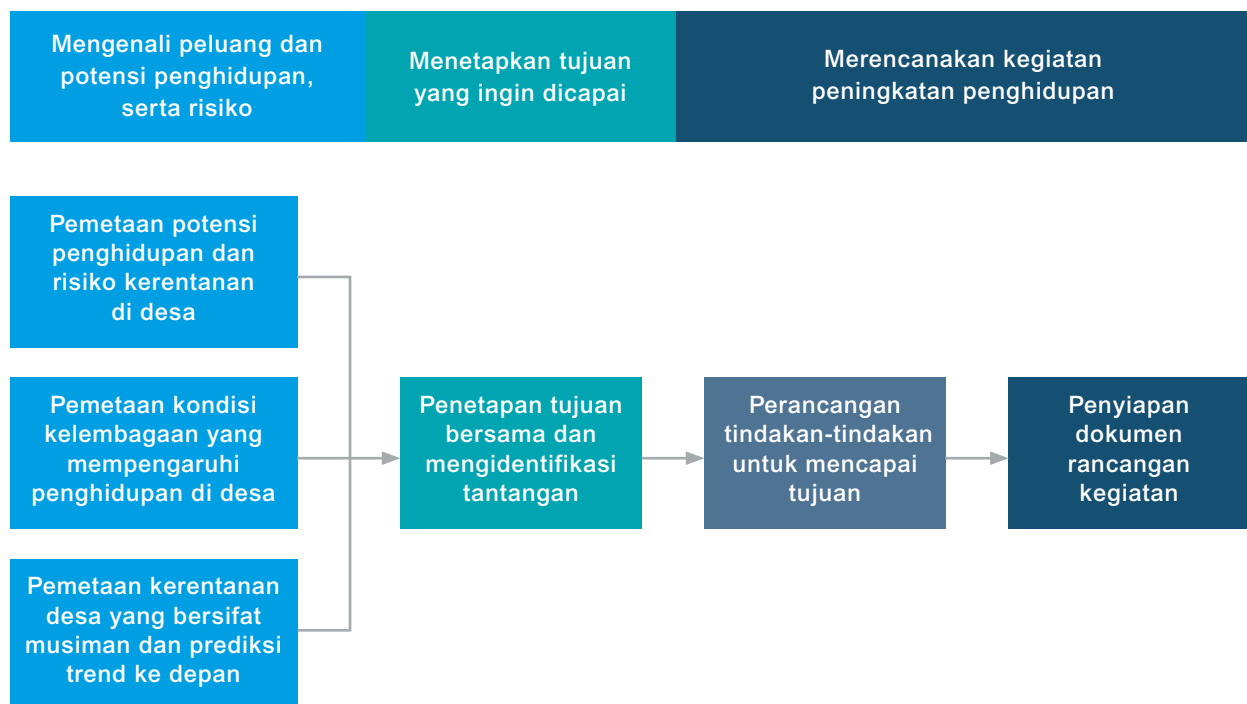 Mengenali peluang dan
potensi penghidupan,
serta risiko
Menetapkan tujuan
yang ingin dicapai
Merencanakan kegiatan
peningkatan penghidupan
Pemetaan potensi
penghidupan dan
risiko kerentanan
di desa
Pemetaan kondisi
kelembagaan yang
mempengaruhi
penghidupan di desa
Pemetaan kerentanan
desa yang bersifat
musiman dan prediksi
trend ke depan
Penetapan tujuan
bersama dan
mengidentifikasi
tantangan
Perancangan
tindakan-tindakan
untuk mencapai
tujuan
Penyiapan
dokumen
rancangan
kegiatan